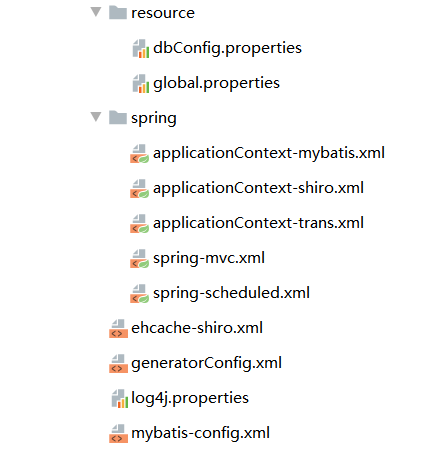 resource
dbConfig.properties
global.properties
spring
applicationContext-mybatis.xml
applicationContext-shiro.xml
applicationContext-trans.xml
spring-mvc.xml
spring-scheduled.xml
ehcache-shiro.xml
generatorConfig.xml
log4j.properties
mybatis-config.xml